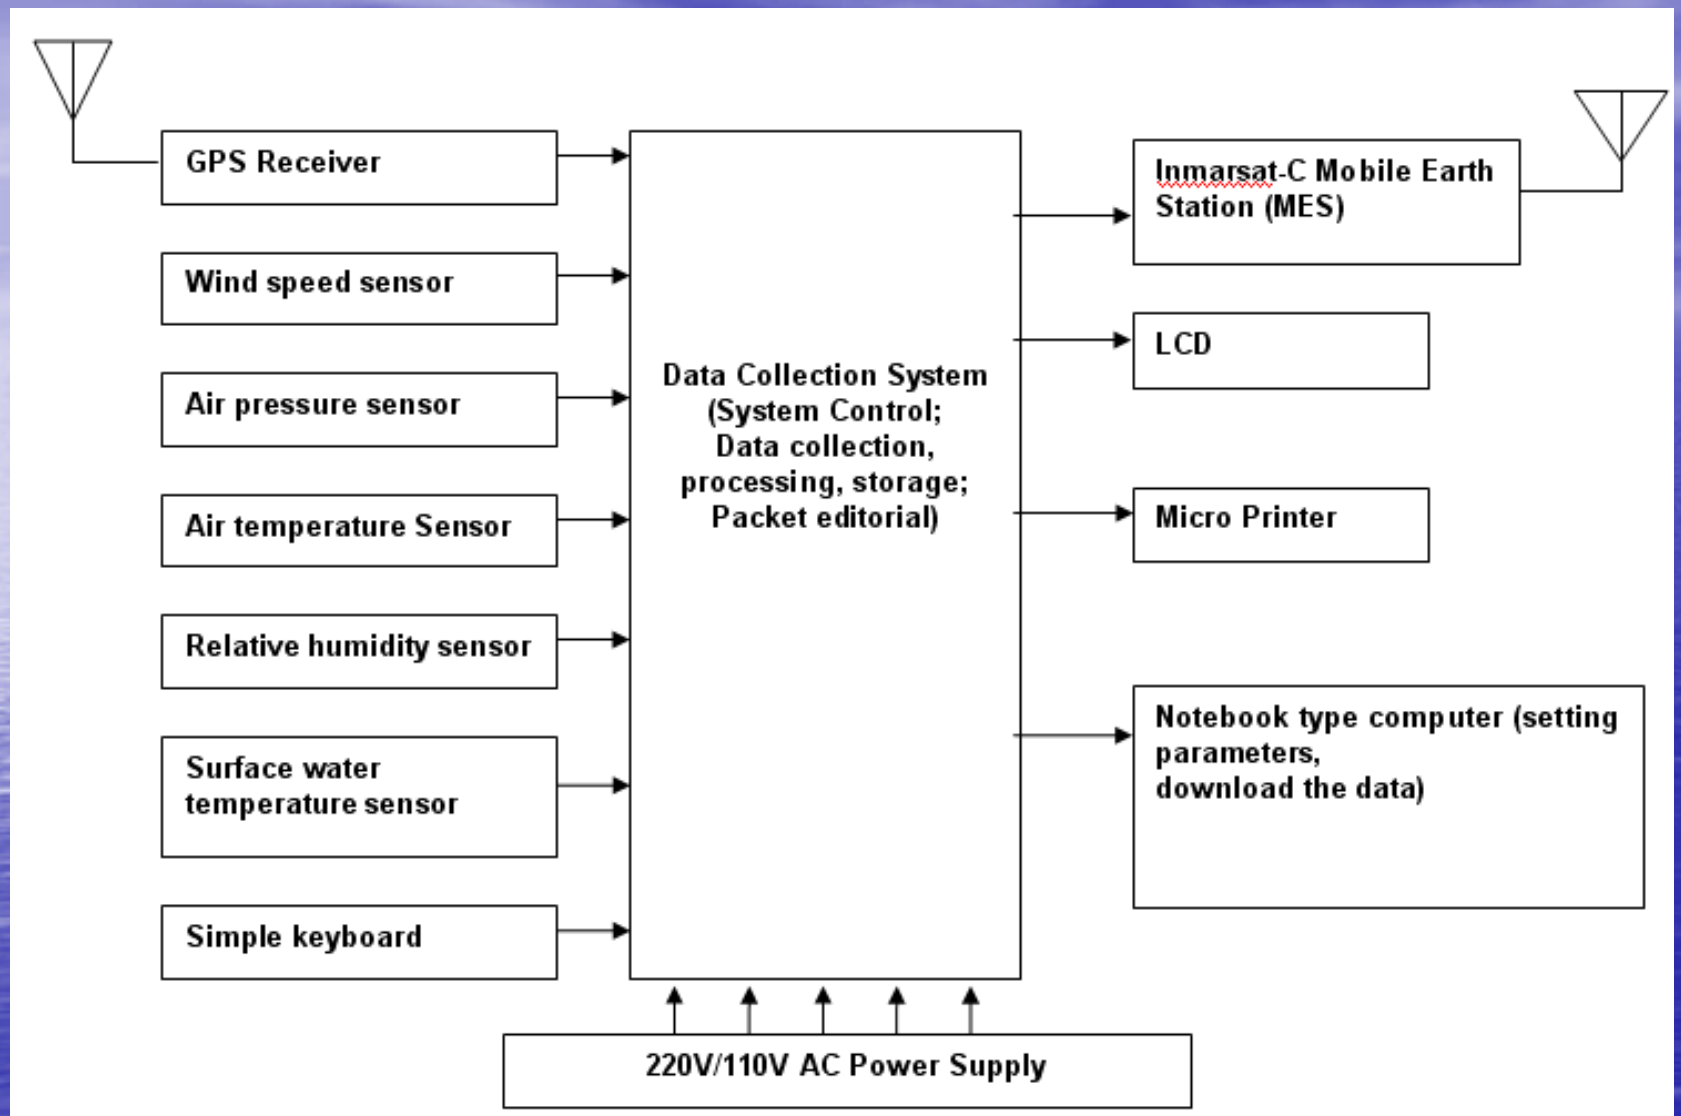 GPS Receiver
Wind speed sensor
Air pressure sensor
Air temperature Sensor
Relative humidity sensor
Surface water
temperature sensor
Simple keyboard
Data Collection System
(System Control;
Data collection,
processing, storage;
Packet editorial)
Inmarsat-C Mobile Earth
Station (MES)
LCD
Micro Printer
Notebook type computer (setting
parameters,
download the data)
220V/110V AC Power Supply